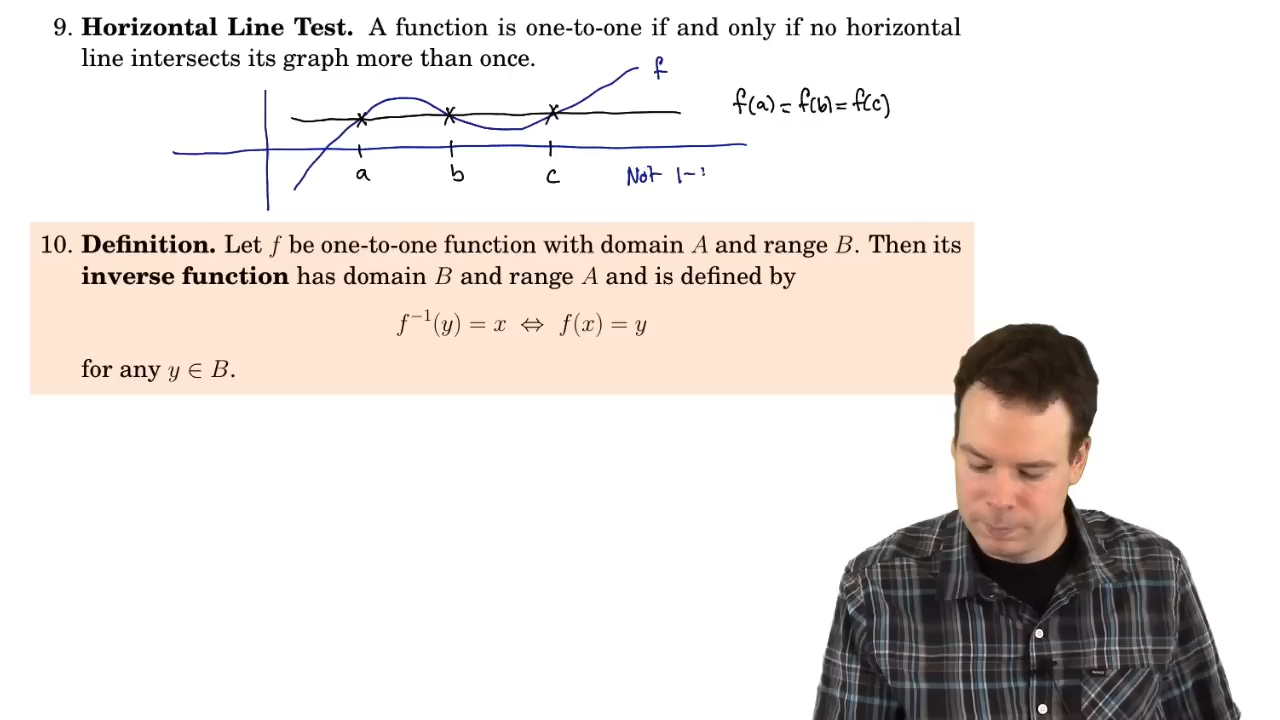 9. Horizontal Line Test. A function is one-to-one if and only if no horizontal
line intersects its graph more than once.
f
f(a) = f(b) = f(c)
a b c Not 1-
10. Definition. Let f be one-to-one function with domain A and range B. Then its
inverse function has domain B and range A and is defined by
f⁻¹(y) = x ⇔ f(x) = y
for any y ∈ B.